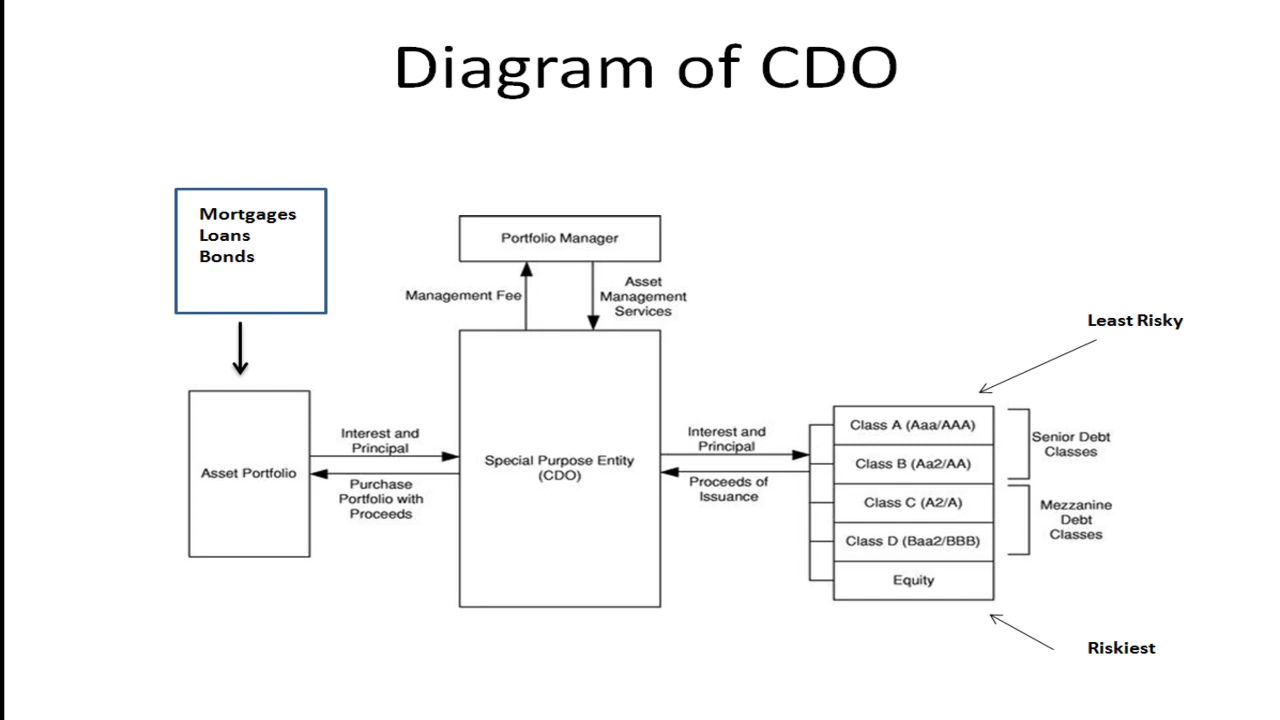 Diagram of CDO
Mortgages
Loans
Bonds
Portfolio Manager
Management Fee
Asset
Management
Services
Least Risky
Asset Portfolio
Interest and
Principal
Purchase
Portfolio with
Proceeds
Special Purpose Entity
(CDO)
Interest and
Principal
Proceeds of
Issuance
Class A (Aaa/AAA)
Class B (Aa2/AA)
Class C (A2/A)
Class D (Baa2/BBB)
Equity
Senior Debt
Classes
Mezzanine
Debt
Classes
Riskiest